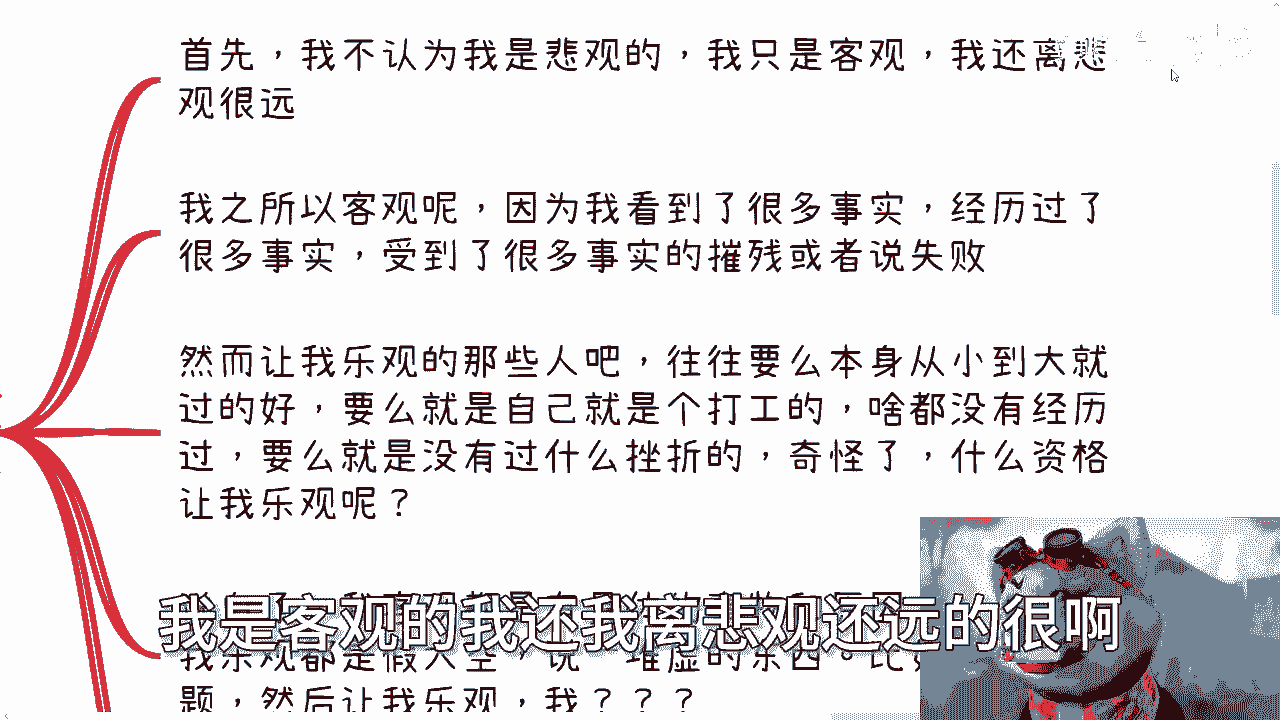 首先，我不认为我是悲观的，我只是客观，我还离悲
观很远
我之所以客观呢，因为我看到了很多事实，经历过了
很多事实，受到了很多事实的摧残或者说失败
然而让我乐观的那些人吧，往往要么本身从小到大就
过的好，要么就是自己就是个打工的，啥都没有经历
过，要么就是没有过什么挫折的，奇怪了，什么资格
让我乐观呢？
我是客观的我还我离悲观还远的很啊
我乐观都是假大空，说一堆虚的东西。比
题，然后让我乐观，我？？？